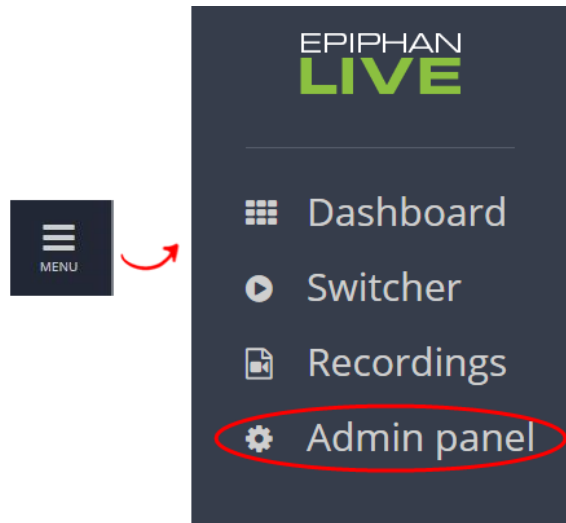 EPIPHAN
LIVE
MENU
Dashboard
Switcher
Recordings
Admin panel